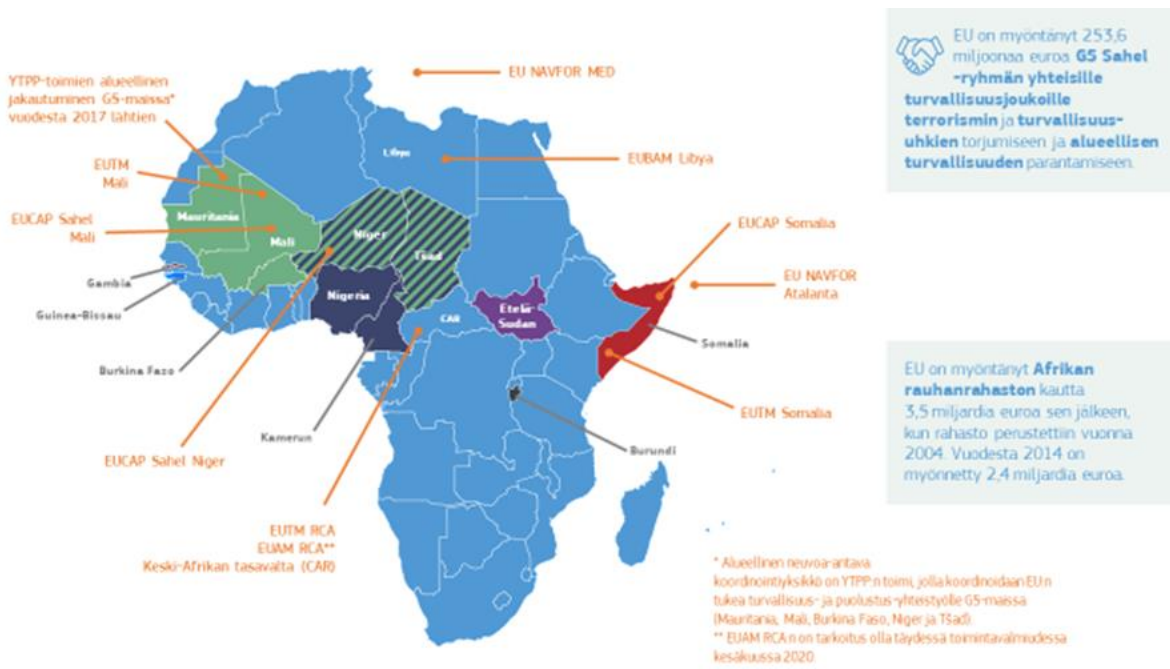 EU NAVFOR MED
YTPP-toimien alueellinen
jakautuminen G5-maissa*
vuodesta 2017 lähtien
Libya
EUBAM Libya
EUTM
Mali
EUCAP Sahel
Mali
Mauritania
Mali
Niger
Tšad
EUCAP Somalia
EU NAVFOR
Atalanta
Gambia
Guinea-Bissau
Nigeria
CAR
Etelä-
Sudan
Somalia
Burkina Faso
Kamerun
EUTM Somalia
Burundi
EUCAP Sahel Niger
EUTM RCA
EUAM RCA**
Keski-Afrikan tasavalta (CAR)
EU on myöntänyt 253,6
miljoonaa euroa G5 Sahel
-ryhmän yhteisille
turvallisuusjoukoille
terrorismin ja turvallisuus-
uhkien torjumiseen ja alueellisen
turvallisuuden parantamiseen.
EU on myöntänyt Afrikan
rauhanrahaston kautta
3,5 miljardia euroa sen jälkeen,
kun rahasto perustettiin vuonna
2004. Vuodesta 2014 on
myönnetty 2,4 miljardia euroa.
* Alueellinen neuvoa-antava
koordinointiyksikkö on YTPP:n toimi, jolla koordinoidaan EU:n
tukea turvallisuus- ja puolustus-yhteistyölle G5-maissa
(Mauritania, Mali, Burkina Faso, Niger ja Tšad).
** EUAM RCA:n on tarkoitus olla täydessä toimintavalmiudessa
kesäkuussa 2020.